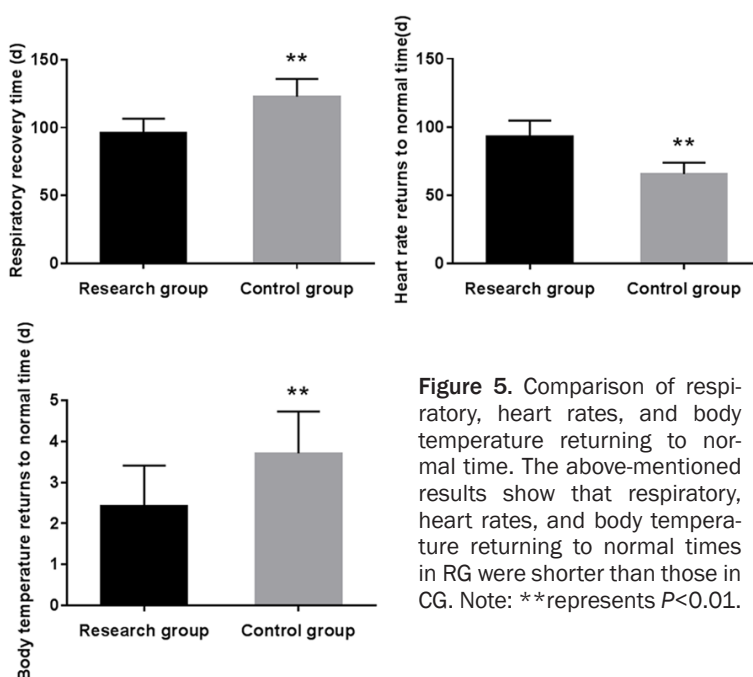 Respiratory recovery time (d)
150
100
50
0
**
Research group Control group
Heart rate returns to normal time(d)
150
100
50
0
**
Research group Control group
Body temperature returns to normal time (d)
5
4
3
2
1
0
**
Research group Control group
Figure 5. Comparison of respi-
ratory, heart rates, and body
temperature returning to nor-
mal time. The above-mentioned
results show that respiratory,
heart rates, and body tempera-
ture returning to normal times
in RG were shorter than those in
CG. Note: **represents P<0.01.